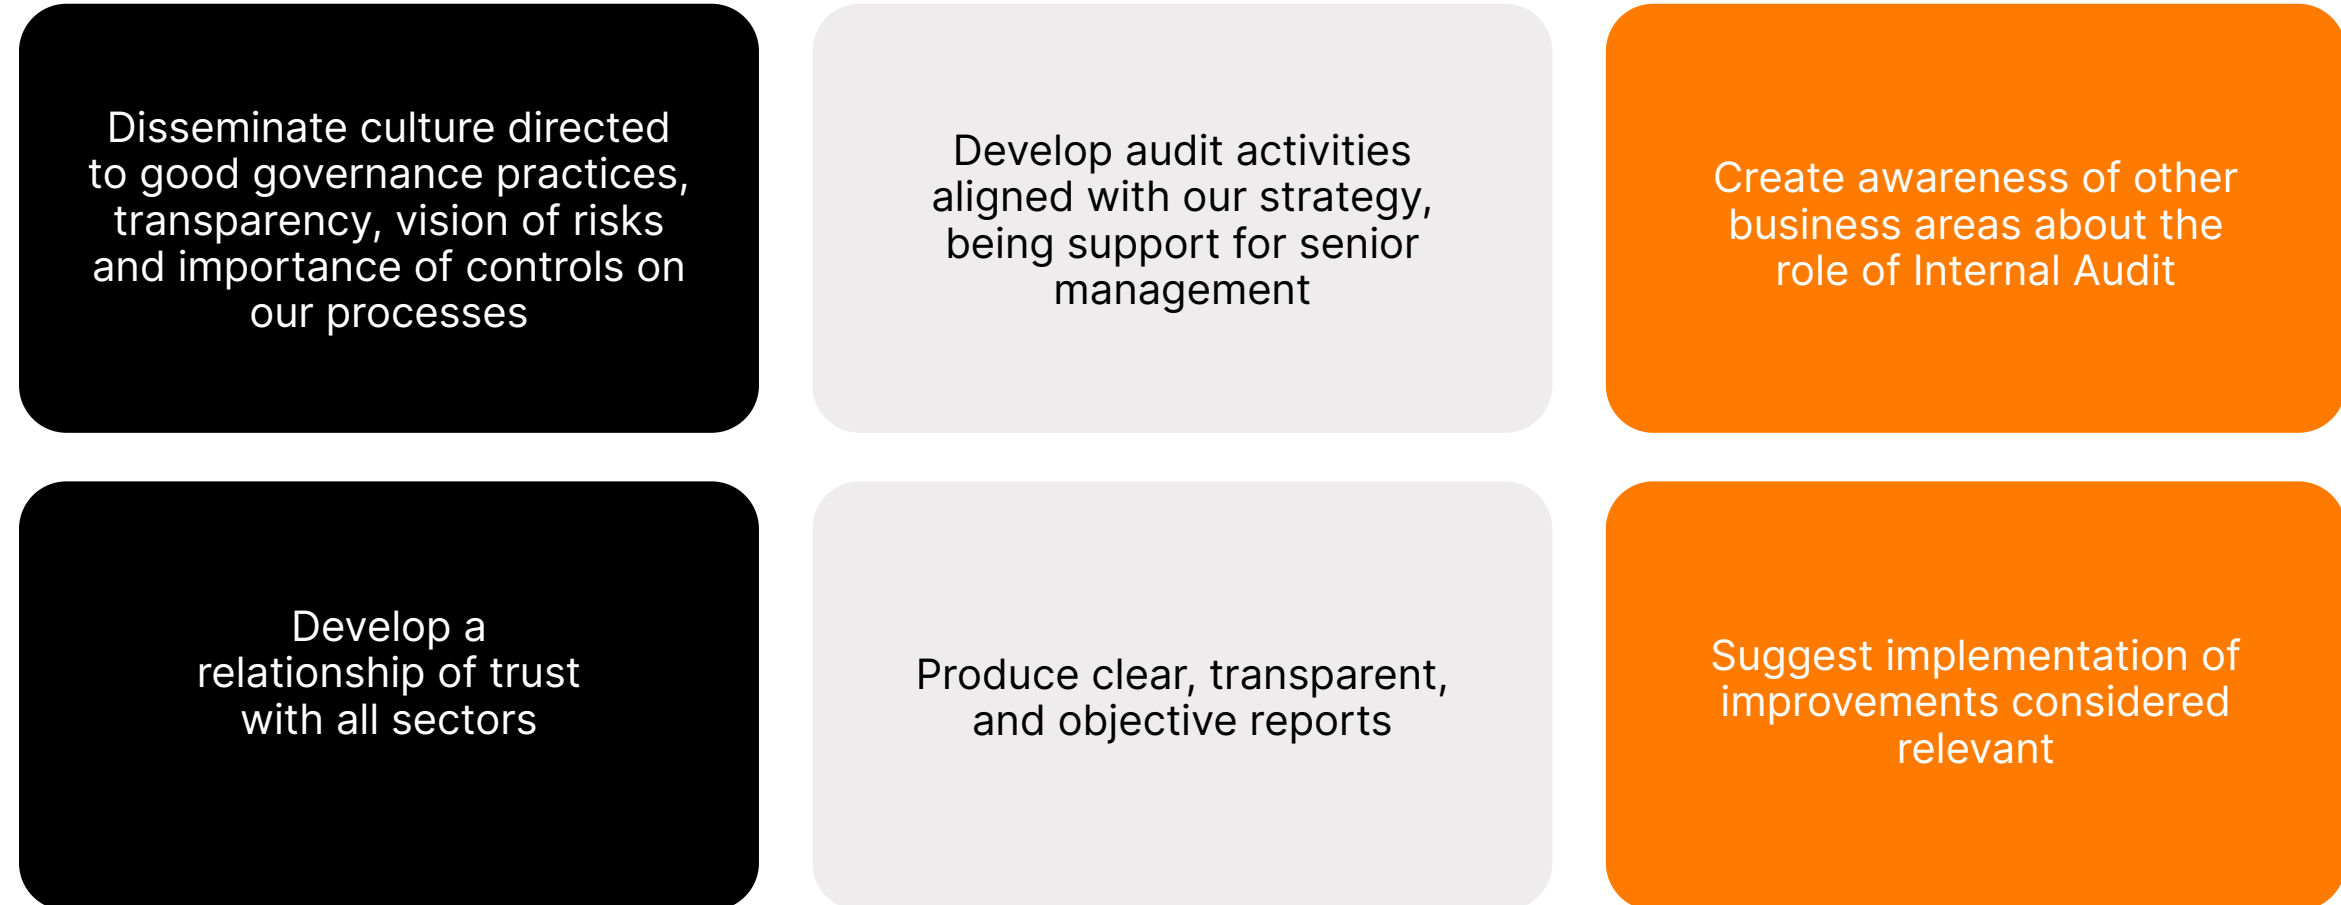 Disseminate culture directed
to good governance practices,
transparency, vision of risks
and importance of controls on
our processes
Develop audit activities
aligned with our strategy,
being support for senior
management
Create awareness of other
business areas about the
role of Internal Audit
Develop a
relationship of trust
with all sectors
Produce clear, transparent,
and objective reports
Suggest implementation of
improvements considered
relevant